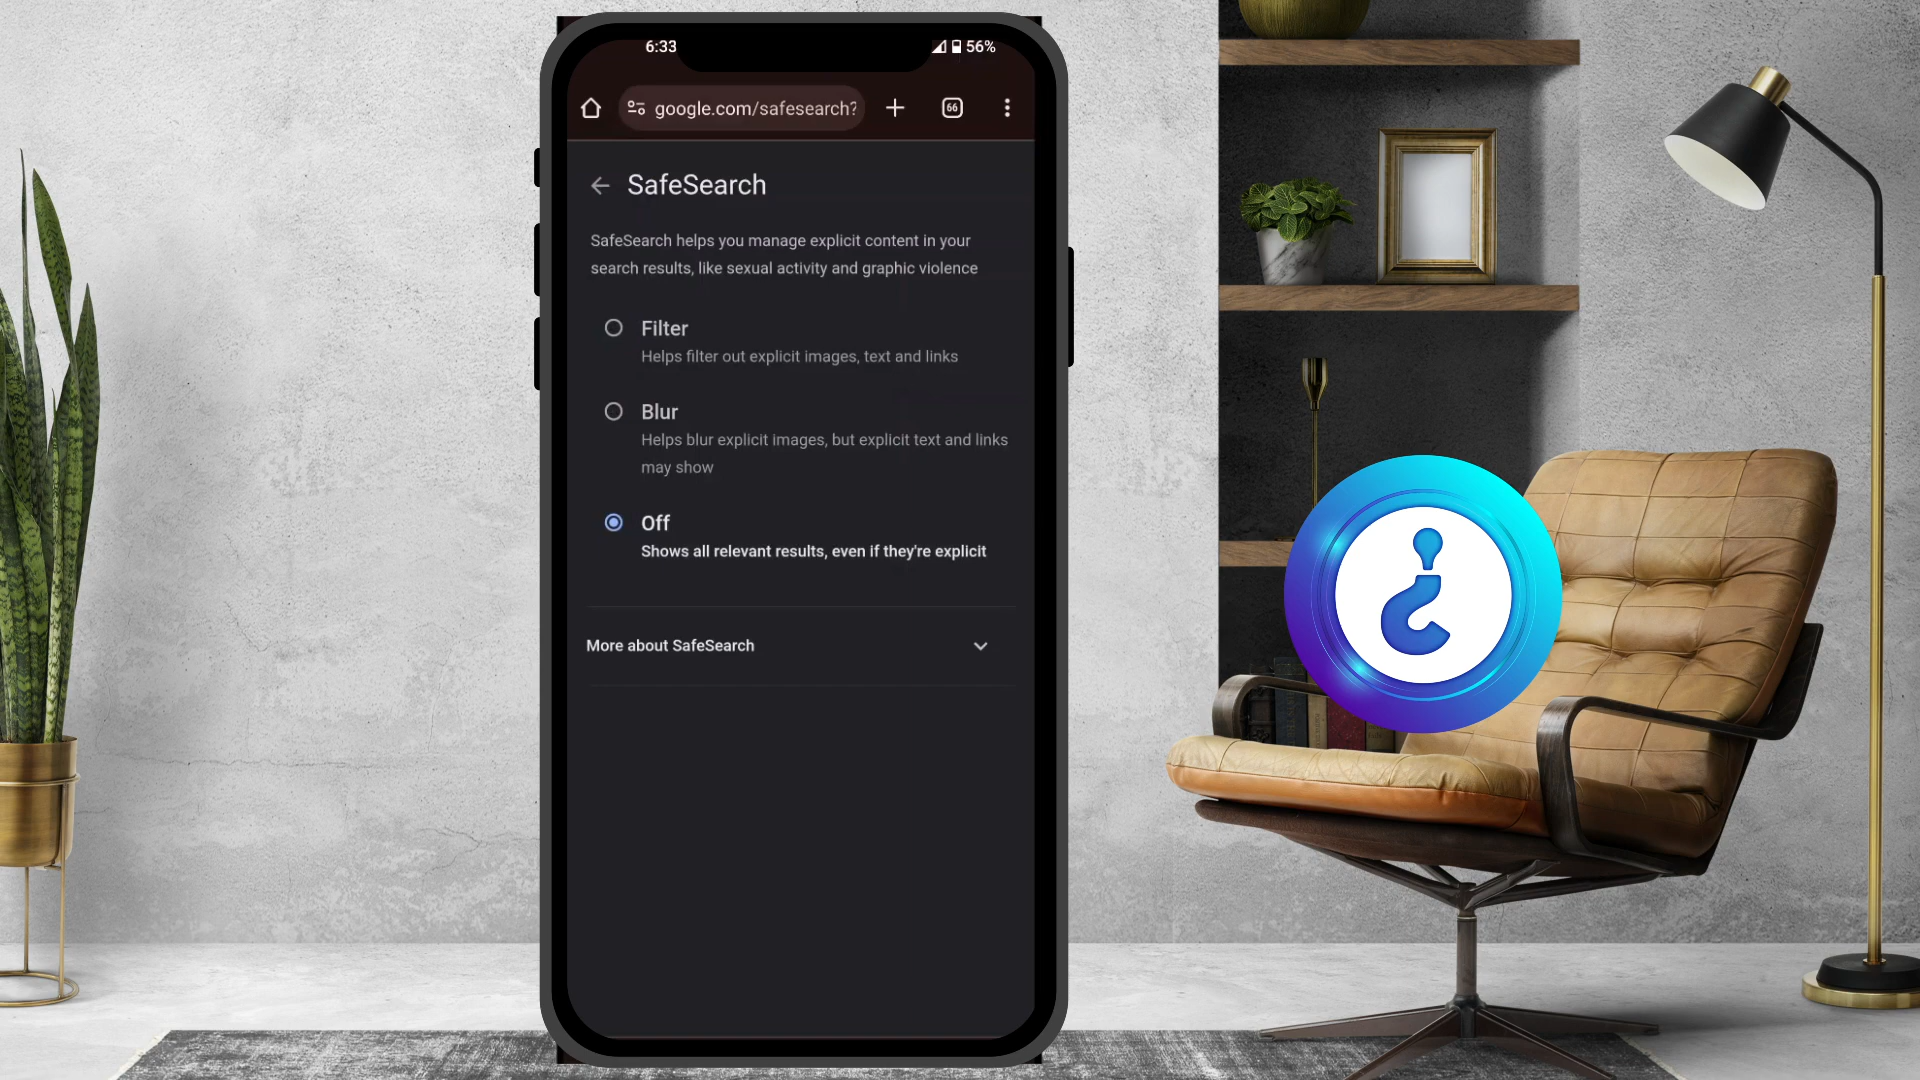 6:33
56%
google.com/safesearch?
66
SafeSearch
SafeSearch helps you manage explicit content in your
search results, like sexual activity and graphic violence
Filter
Helps filter out explicit images, text and links
Blur
Helps blur explicit images, but explicit text and links
may show
Off
Shows all relevant results, even if they're explicit
More about SafeSearch